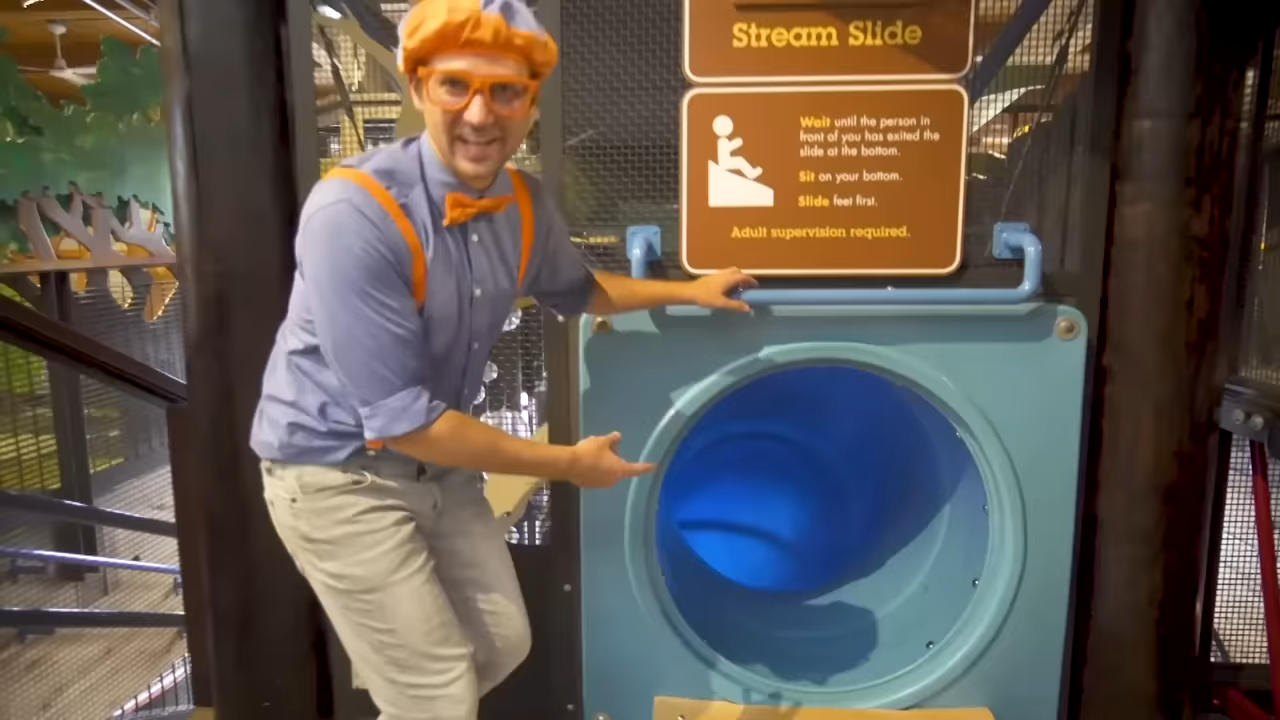 Stream Slide
Wait until the person in
front of you has exited the
slide at the bottom.
Sit on your bottom.
Slide feet first.
Adult supervision required.